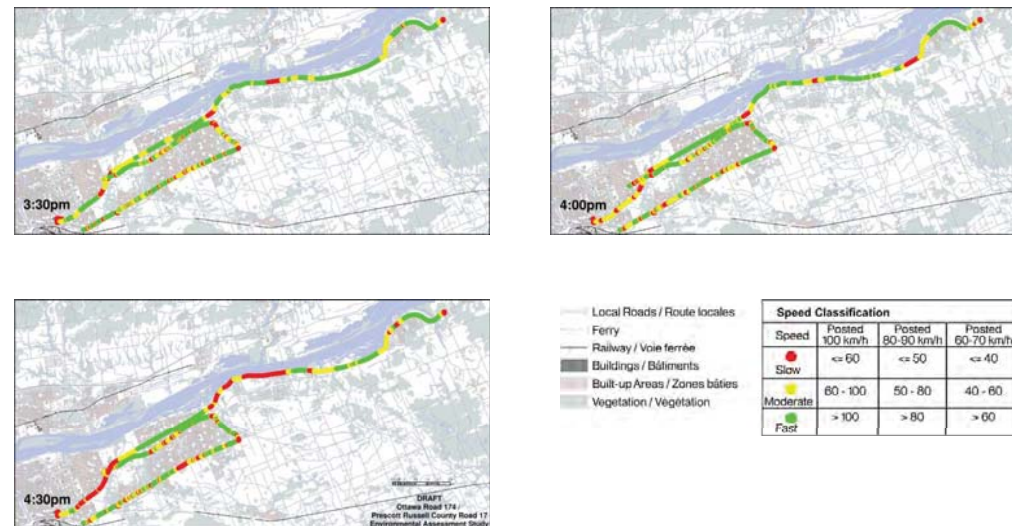 3:30pm
4:00pm
4:30pm
DRAFT
Ottawa Road 174 /
Prescott Russell County Road 17
Environmental Assessment Study
Local Roads / Route locales
Ferry
Railway / Voie ferrée
Buildings / Bâtiments
Built-up Areas / Zones bâties
Vegetation / Végétation
Speed Classification
Speed Posted 100 km/h Posted 80-90 km/h Posted 60-70 km/h
Slow <= 60 <= 50 <= 40
Moderate 60 - 100 50 - 80 40 - 60
Fast > 100 > 80 > 60